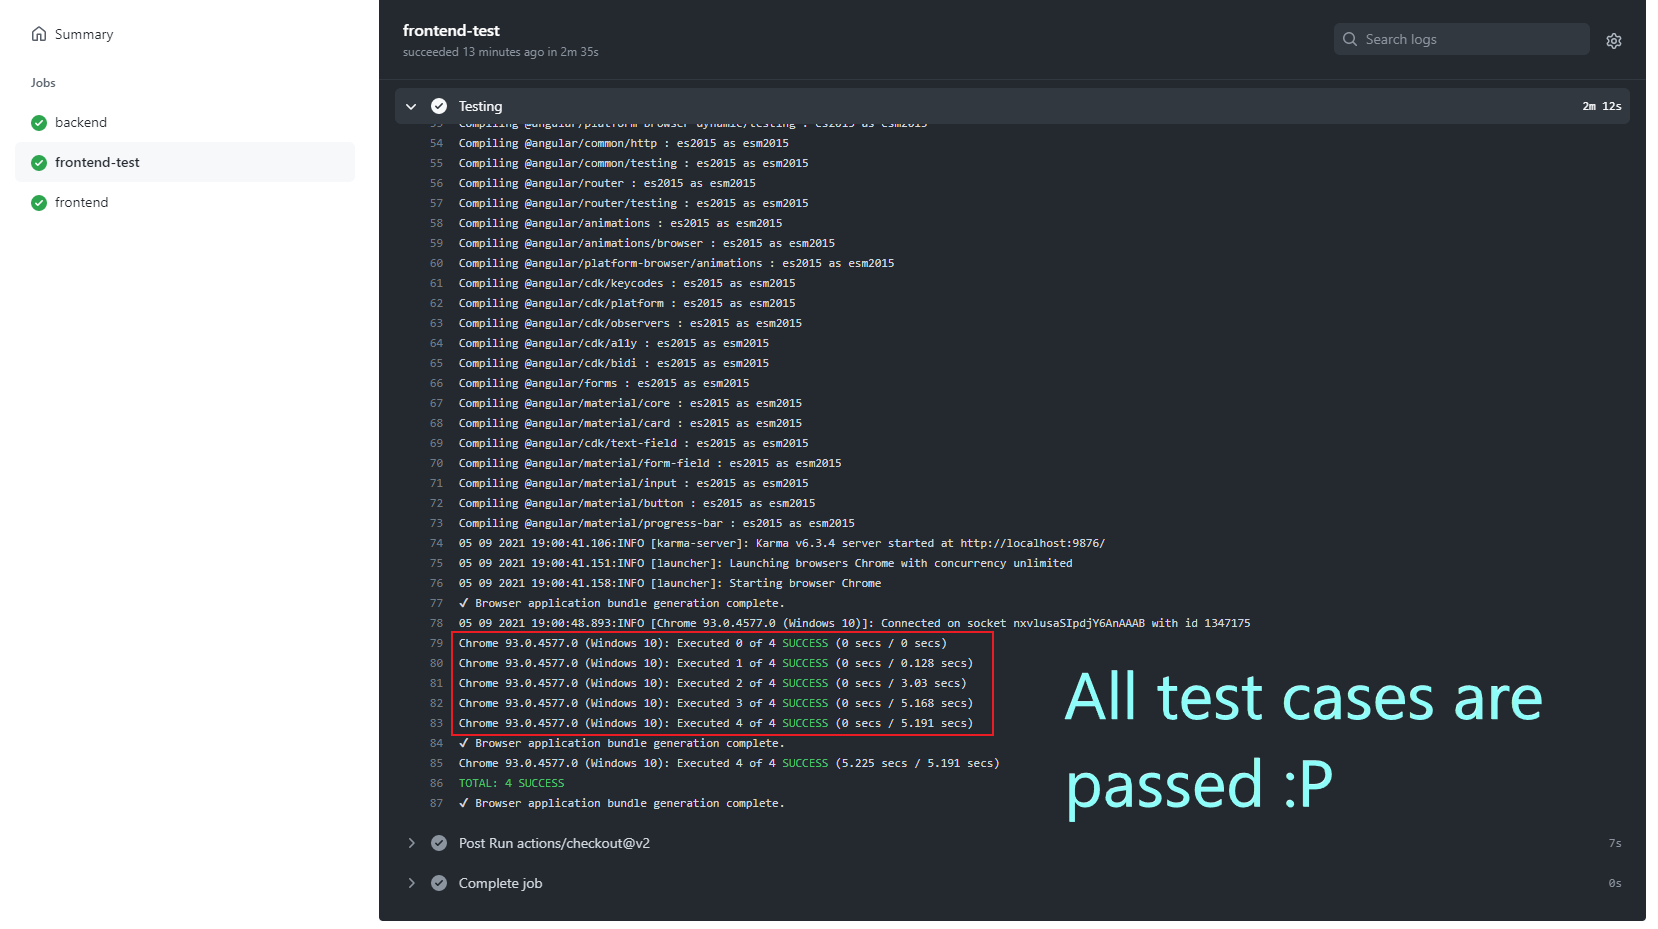 Summary
Jobs
backend
frontend-test
frontend
frontend-test
succeeded 13 minutes ago in 2m 35s
Search logs
Testing 2m 12s
53 Compiling @angular/platform-browser-dynamic/testing : es2015 as esm2015
54 Compiling @angular/common/http : es2015 as esm2015
55 Compiling @angular/common/testing : es2015 as esm2015
56 Compiling @angular/router : es2015 as esm2015
57 Compiling @angular/router/testing : es2015 as esm2015
58 Compiling @angular/animations : es2015 as esm2015
59 Compiling @angular/animations/browser : es2015 as esm2015
60 Compiling @angular/platform-browser/animations : es2015 as esm2015
61 Compiling @angular/cdk/keycodes : es2015 as esm2015
62 Compiling @angular/cdk/platform : es2015 as esm2015
63 Compiling @angular/cdk/observers : es2015 as esm2015
64 Compiling @angular/cdk/a11y : es2015 as esm2015
65 Compiling @angular/cdk/bidi : es2015 as esm2015
66 Compiling @angular/forms : es2015 as esm2015
67 Compiling @angular/material/core : es2015 as esm2015
68 Compiling @angular/material/card : es2015 as esm2015
69 Compiling @angular/cdk/text-field : es2015 as esm2015
70 Compiling @angular/material/form-field : es2015 as esm2015
71 Compiling @angular/material/input : es2015 as esm2015
72 Compiling @angular/material/button : es2015 as esm2015
73 Compiling @angular/material/progress-bar : es2015 as esm2015
74 05 09 2021 19:00:41.106:INFO [karma-server]: Karma v6.3.4 server started at http://localhost:9876/
75 05 09 2021 19:00:41.151:INFO [launcher]: Launching browsers Chrome with concurrency unlimited
76 05 09 2021 19:00:41.158:INFO [launcher]: Starting browser Chrome
77 ✓ Browser application bundle generation complete.
78 05 09 2021 19:00:48.893:INFO [Chrome 93.0.4577.0 (Windows 10)]: Connected on socket nxvlusaSIpdjY6AnAAAB with id 1347175
79 Chrome 93.0.4577.0 (Windows 10): Executed 0 of 4 SUCCESS (0 secs / 0 secs)
80 Chrome 93.0.4577.0 (Windows 10): Executed 1 of 4 SUCCESS (0 secs / 0.128 secs)
81 Chrome 93.0.4577.0 (Windows 10): Executed 2 of 4 SUCCESS (0 secs / 3.03 secs)
82 Chrome 93.0.4577.0 (Windows 10): Executed 3 of 4 SUCCESS (0 secs / 5.168 secs)
83 Chrome 93.0.4577.0 (Windows 10): Executed 4 of 4 SUCCESS (0 secs / 5.191 secs)
84 ✓ Browser application bundle generation complete.
85 Chrome 93.0.4577.0 (Windows 10): Executed 4 of 4 SUCCESS (5.225 secs / 5.191 secs)
86 TOTAL: 4 SUCCESS
87 ✓ Browser application bundle generation complete.
All test cases are
passed :P
Post Run actions/checkout@v2 7s
Complete job 0s